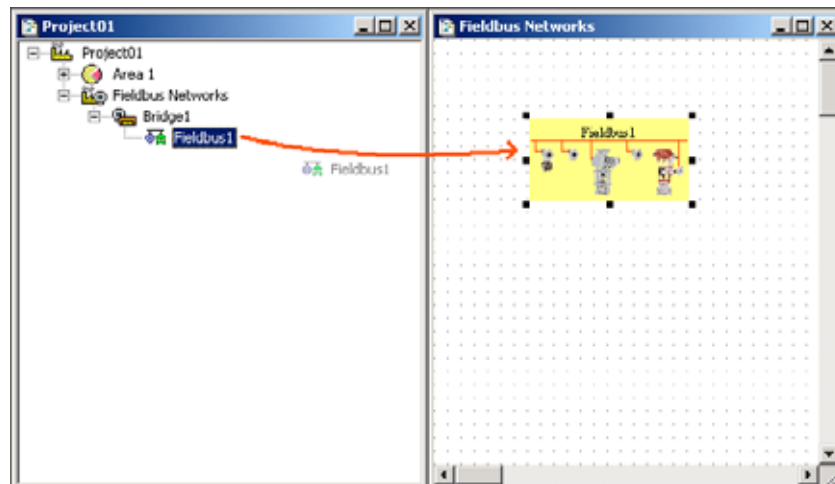 Project01
Project01
Area 1
Fieldbus Networks
Bridge1
Fieldbus1
Fieldbus1
Fieldbus Networks
Fieldbus1